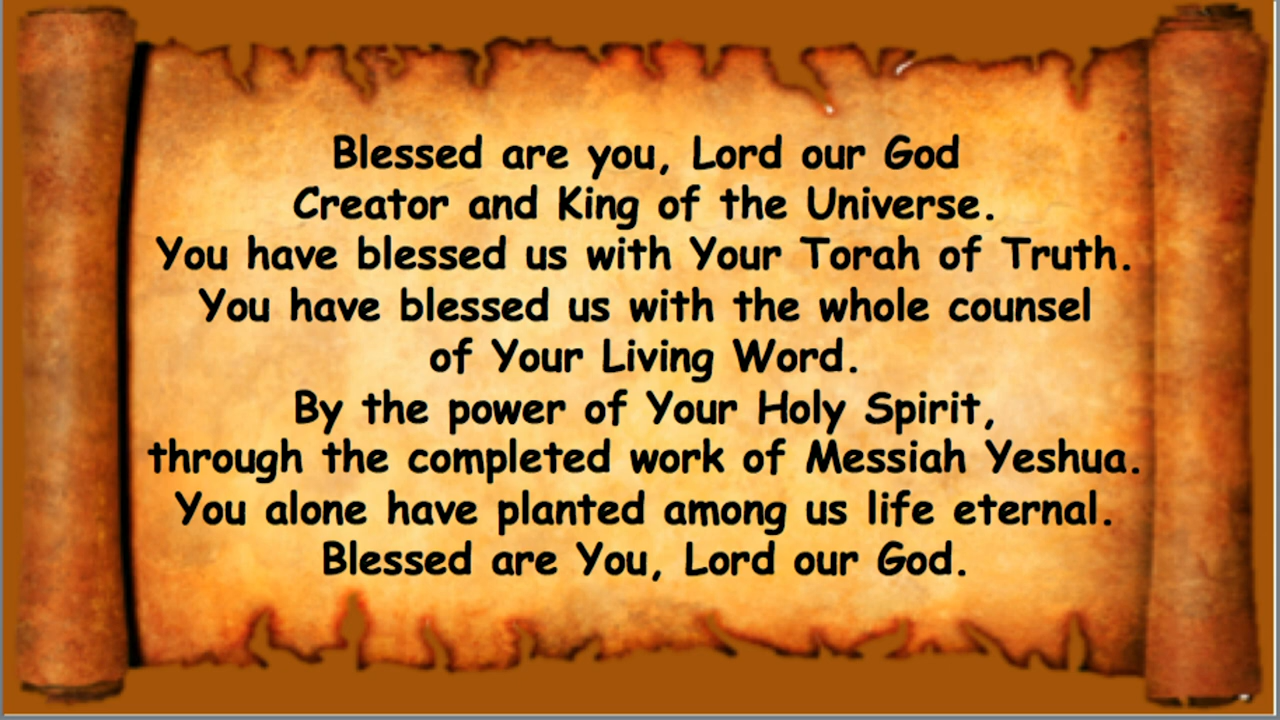 Blessed are you, Lord our God
Creator and King of the Universe.
You have blessed us with Your Torah of Truth.
You have blessed us with the whole counsel
of Your Living Word.
By the power of Your Holy Spirit,
through the completed work of Messiah Yeshua.
You alone have planted among us life eternal.
Blessed are You, Lord our God.